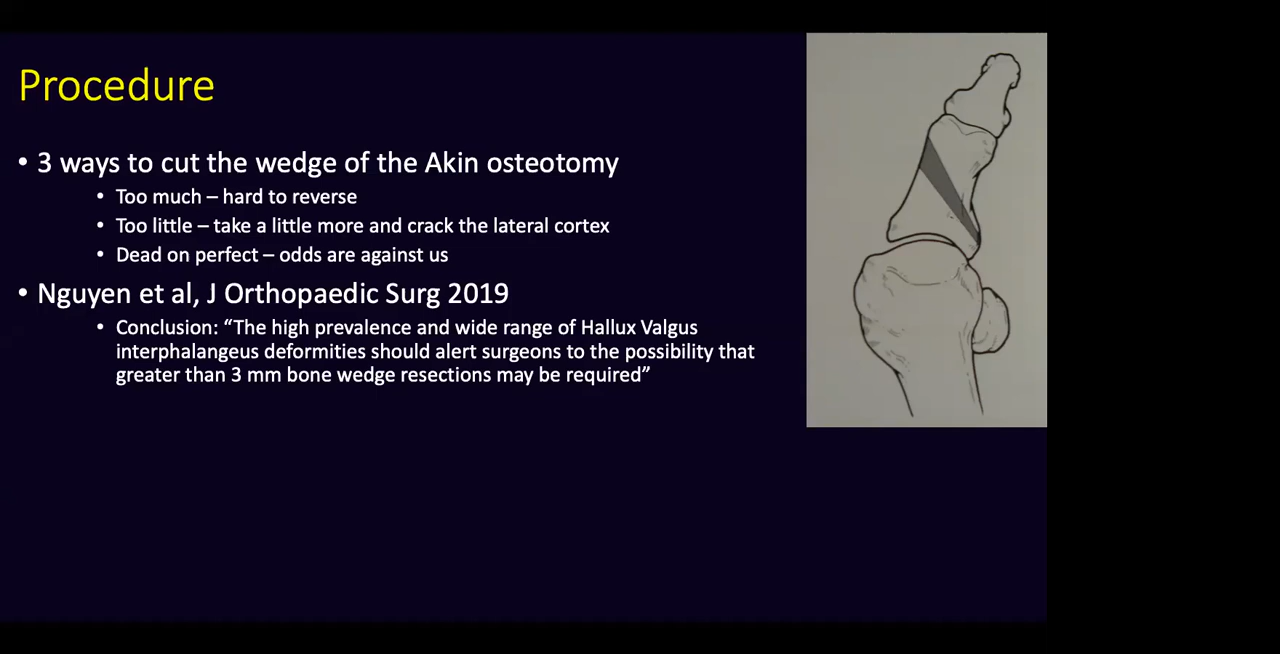 Procedure
• 3 ways to cut the wedge of the Akin osteotomy
• Too much – hard to reverse
• Too little – take a little more and crack the lateral cortex
• Dead on perfect – odds are against us
• Nguyen et al, J Orthopaedic Surg 2019
• Conclusion: “The high prevalence and wide range of Hallux Valgus
interphalangeus deformities should alert surgeons to the possibility that
greater than 3 mm bone wedge resections may be required”